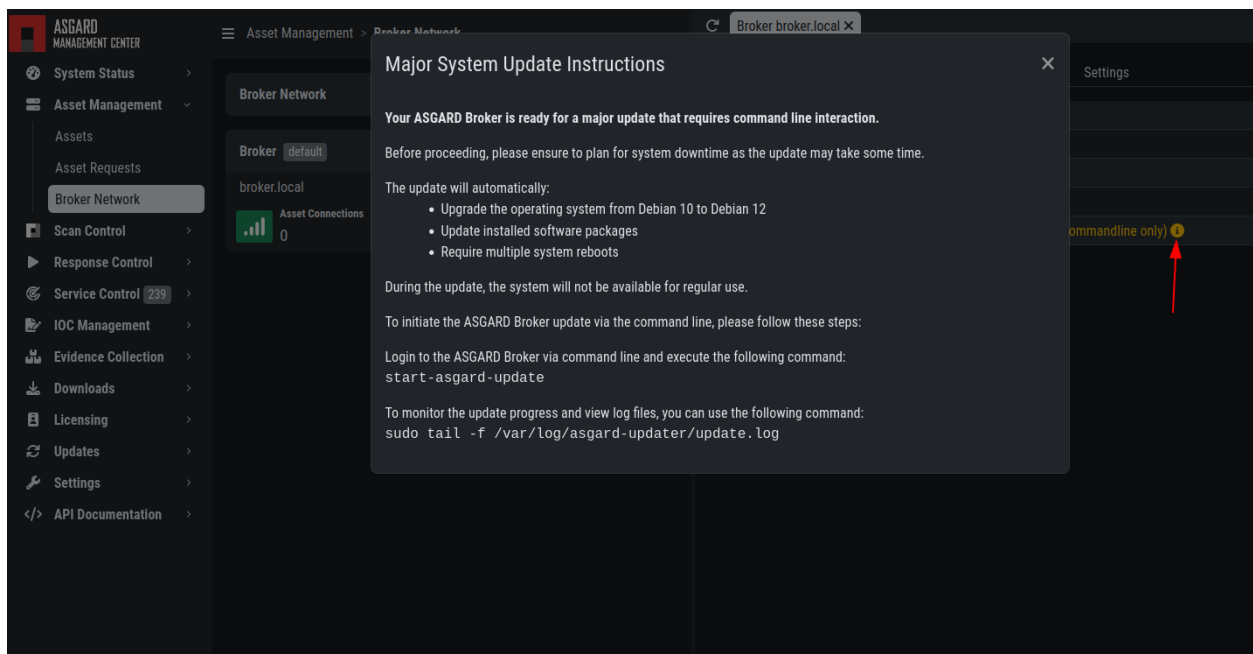 ASGARD
MANAGEMENT CENTER
System Status
Asset Management
Assets
Asset Requests
Broker Network
Scan Control
Response Control
Service Control 239
IOC Management
Evidence Collection
Downloads
Licensing
Updates
Settings
API Documentation
Asset Management > Broker Network
Broker Network
Broker default
broker.local
Asset Connections
0
Broker broker.local
Settings
ommandline only)
Major System Update Instructions
Your ASGARD Broker is ready for a major update that requires command line interaction.
Before proceeding, please ensure to plan for system downtime as the update may take some time.
The update will automatically:
• Upgrade the operating system from Debian 10 to Debian 12
• Update installed software packages
• Require multiple system reboots
During the update, the system will not be available for regular use.
To initiate the ASGARD Broker update via the command line, please follow these steps:
Login to the ASGARD Broker via command line and execute the following command:
start-asgard-update
To monitor the update progress and view log files, you can use the following command:
sudo tail -f /var/log/asgard-updater/update.log